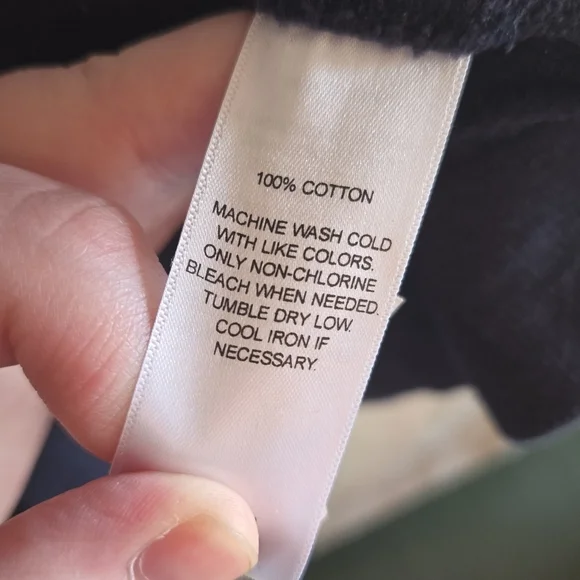 100% COTTON
MACHINE WASH COLD
WITH LIKE COLORS.
ONLY NON-CHLORINE
BLEACH WHEN NEEDED.
TUMBLE DRY LOW.
COOL IRON IF
NECESSARY.